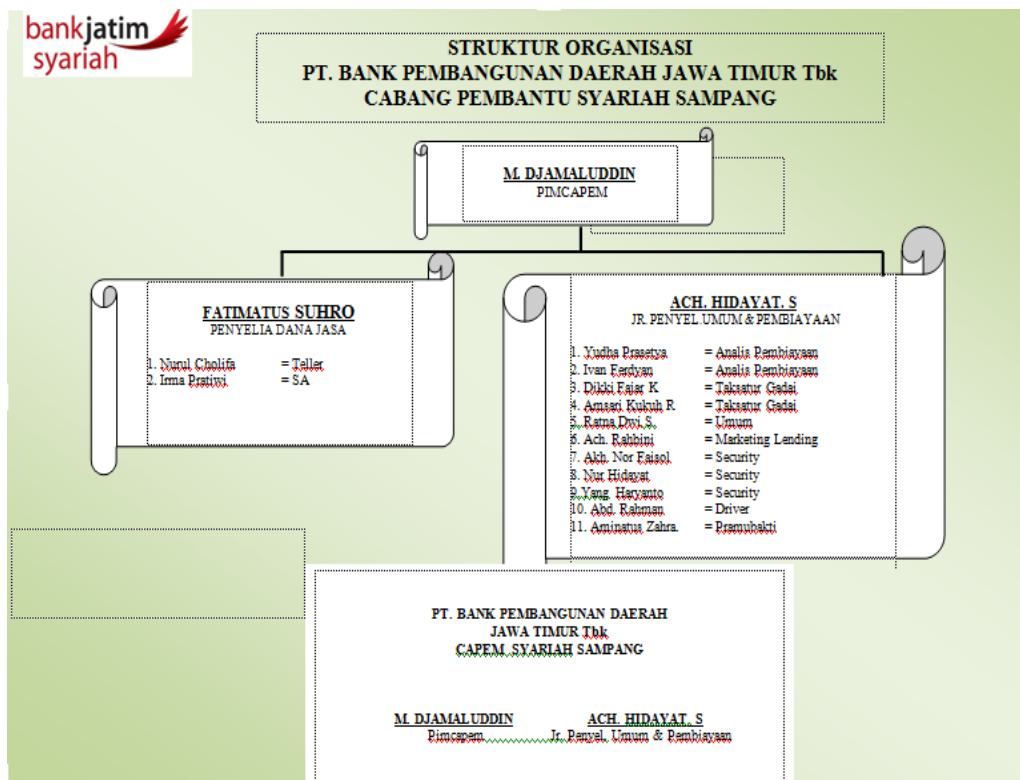 bankjatim
syariah
STRUKTUR ORGANISASI
PT. BANK PEMBANGUNAN DAERAH JAWA TIMUR Tbk
CABANG PEMBANTU SYARIAH SAMPANG
M. DJAMALUDDIN
PIMCAPEM
FATIMATUS SUHRO
PENYELIA DANA JASA
1. Nurul Cholifa = Teller
2. Irma Pratiwi = SA
ACH. HIDAYAT. S
JR. PENYEL.UMUM & PEMBIAYAAN
1. Yudha Prasetya = Analis Pembiayaan
2. Ivan Ferdyan = Analis Pembiayaan
3. Dikki Fajar K = Taksatur Gadai
4. Amsari Kukuh R = Taksatur Gadai
5. Ratna Dwi S. = Umum
6. Ach. Rahbini = Marketing Lending
7. Akh. Nor Faisol = Security
8. Nur Hidayat = Security
9.Yang. Haryanto = Security
10. Abd. Rahman = Driver
11. Aminatus Zahra. = Pramubakti
PT. BANK PEMBANGUNAN DAERAH
JAWA TIMUR Tbk
CAPEM SYARIAH SAMPANG
M. DJAMALUDDIN ACH. HIDAYAT. S
Pimcapem Jr. Penyel. Umum & Pembiayaan